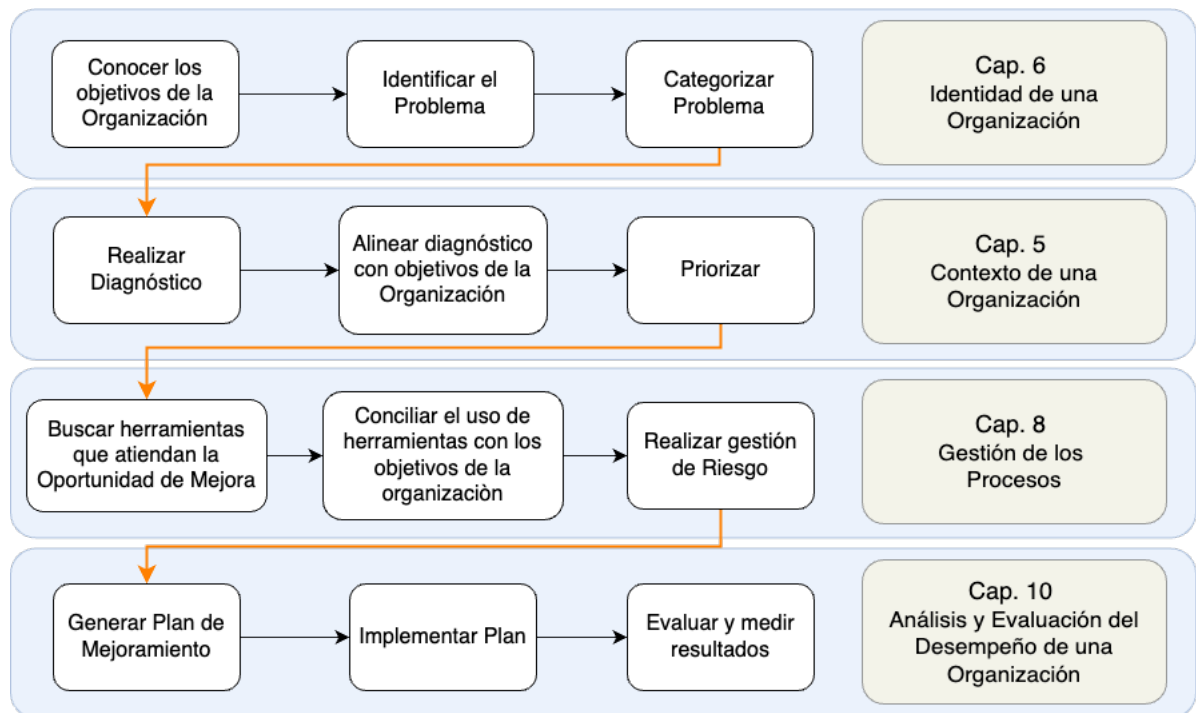 Conocer los
objetivos de la
Organización
Identificar el
Problema
Categorizar
Problema
Cap. 6
Identidad de una
Organización
Realizar
Diagnóstico
Alinear diagnóstico
con objetivos de la
Organización
Priorizar
Cap. 5
Contexto de una
Organización
Buscar herramientas
que atiendan la
Oportunidad de Mejora
Conciliar el uso de
herramientas con los
objetivos de la
organizaciòn
Realizar gestión
de Riesgo
Cap. 8
Gestión de los
Procesos
Generar Plan de
Mejoramiento
Implementar Plan
Evaluar y medir
resultados
Cap. 10
Análisis y Evaluación del
Desempeño de una
Organización